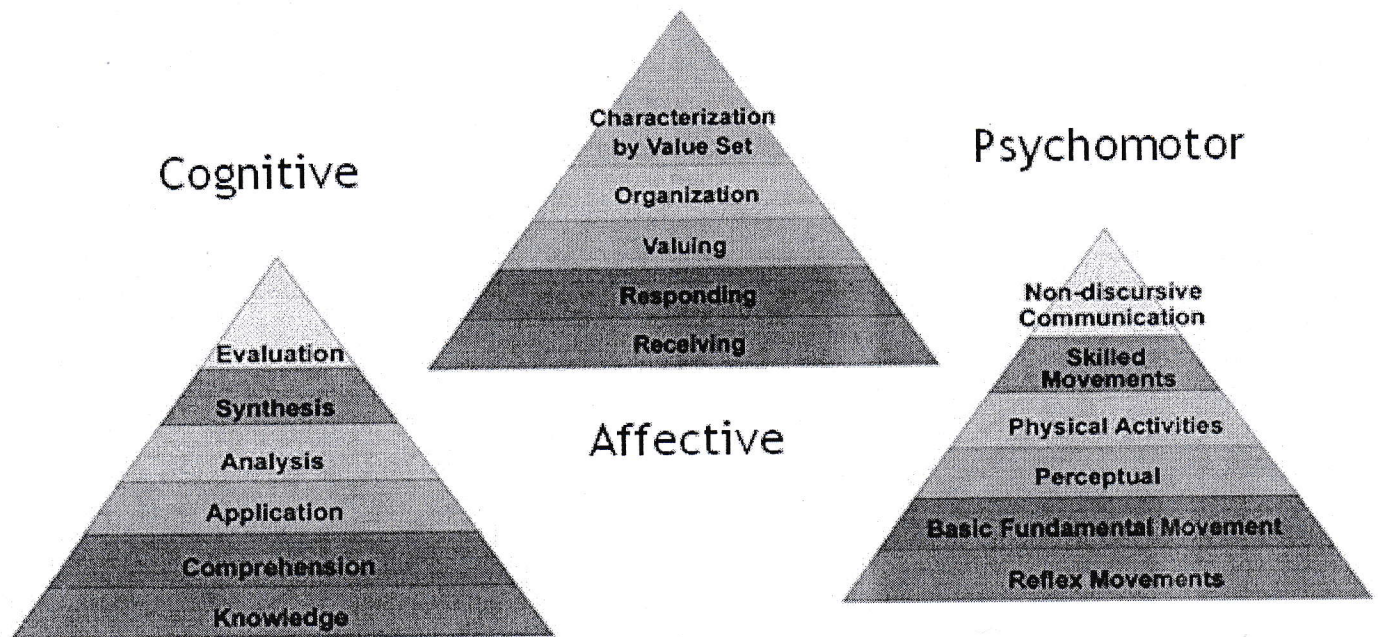 Cognitive
Evaluation
Synthesis
Analysis
Application
Comprehension
Knowledge
Characterization
by Value Set
Organization
Valuing
Responding
Receiving
Affective
Psychomotor
Non-discursive
Communication
Skilled
Movements
Physical Activities
Perceptual
Basic Fundamental Movement
Reflex Movements